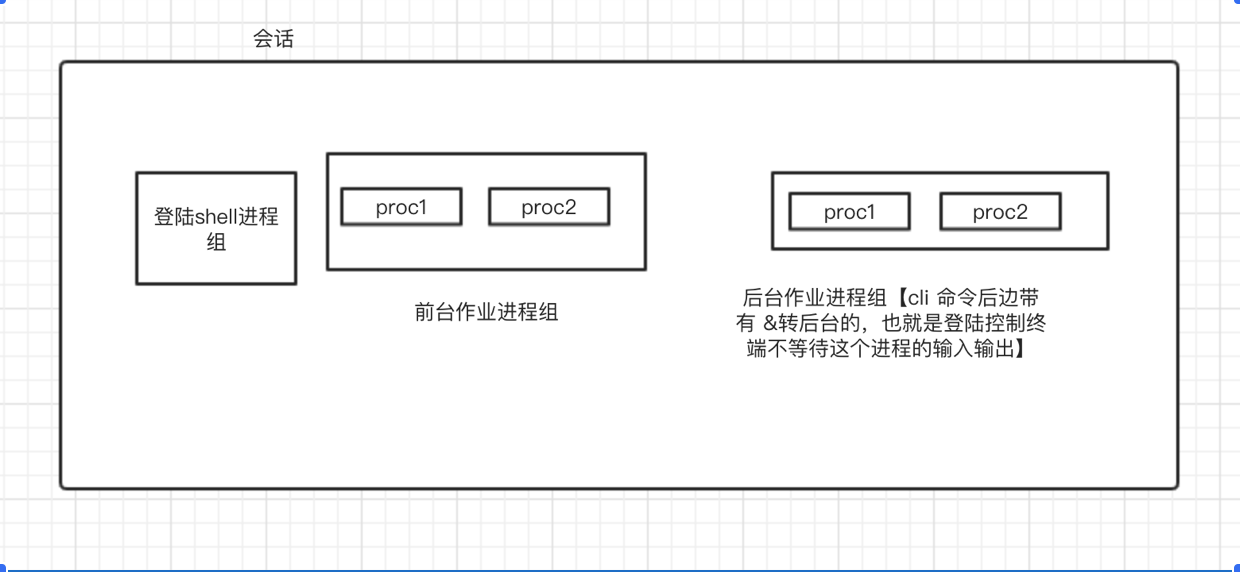 会话
登陆shell进程
组
proc1
proc2
前台作业进程组
proc1
proc2
后台作业进程组【cli 命令后边带
有 &转后台的，也就是登陆控制终
端不等待这个进程的输入输出】